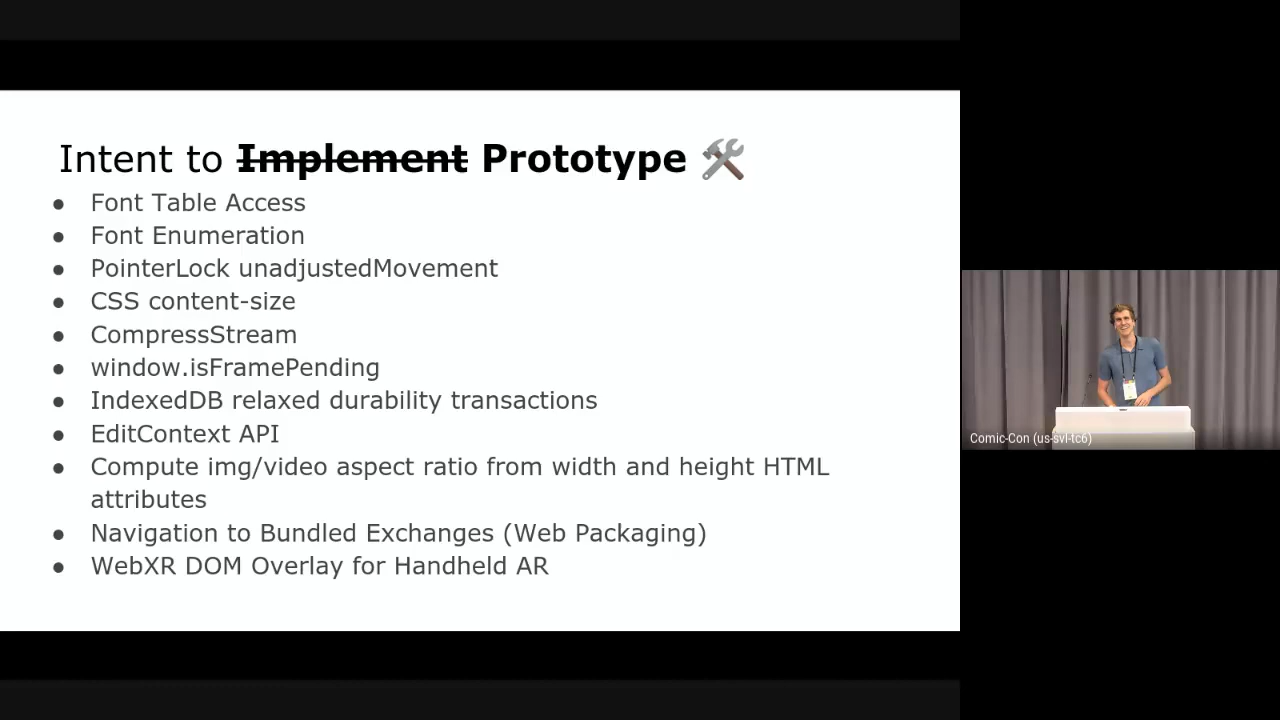 Intent to Implement Prototype 🛠
● Font Table Access
● Font Enumeration
● PointerLock unadjustedMovement
● CSS content-size
● CompressStream
● window.isFramePending
● IndexedDB relaxed durability transactions
● EditContext API
● Compute img/video aspect ratio from width and height HTML
attributes
● Navigation to Bundled Exchanges (Web Packaging)
● WebXR DOM Overlay for Handheld AR
Comic-Con (us-svl-tc6)